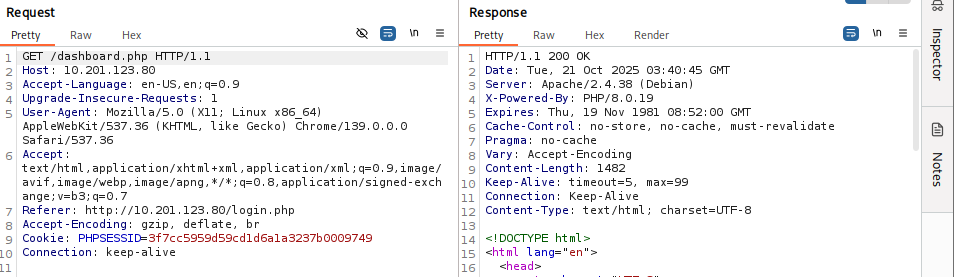 Request
Pretty Raw Hex \n
1 GET /dashboard.php HTTP/1.1
2 Host: 10.201.123.80
3 Accept-Language: en-US,en;q=0.9
4 Upgrade-Insecure-Requests: 1
5 User-Agent: Mozilla/5.0 (X11; Linux x86_64)
AppleWebKit/537.36 (KHTML, like Gecko) Chrome/139.0.0.0
Safari/537.36
6 Accept:
text/html,application/xhtml+xml,application/xml;q=0.9,image/
avif,image/webp,image/apng,*/*;q=0.8,application/signed-exch
ange;v=b3;q=0.7
7 Referer: http://10.201.123.80/login.php
8 Accept-Encoding: gzip, deflate, br
9 Cookie: PHPSESSID=3f7cc5959d59cd1d6a1a3237b0009749
10 Connection: keep-alive
11
Response
Pretty Raw Hex Render \n
1 HTTP/1.1 200 OK
2 Date: Tue, 21 Oct 2025 03:40:45 GMT
3 Server: Apache/2.4.38 (Debian)
4 X-Powered-By: PHP/8.0.19
5 Expires: Thu, 19 Nov 1981 08:52:00 GMT
6 Cache-Control: no-store, no-cache, must-revalidate
7 Pragma: no-cache
8 Vary: Accept-Encoding
9 Content-Length: 1482
10 Keep-Alive: timeout=5, max=99
11 Connection: Keep-Alive
12 Content-Type: text/html; charset=UTF-8
13
14 <!DOCTYPE html>
15 <html lang="en">
16 <head>
Inspector
Notes